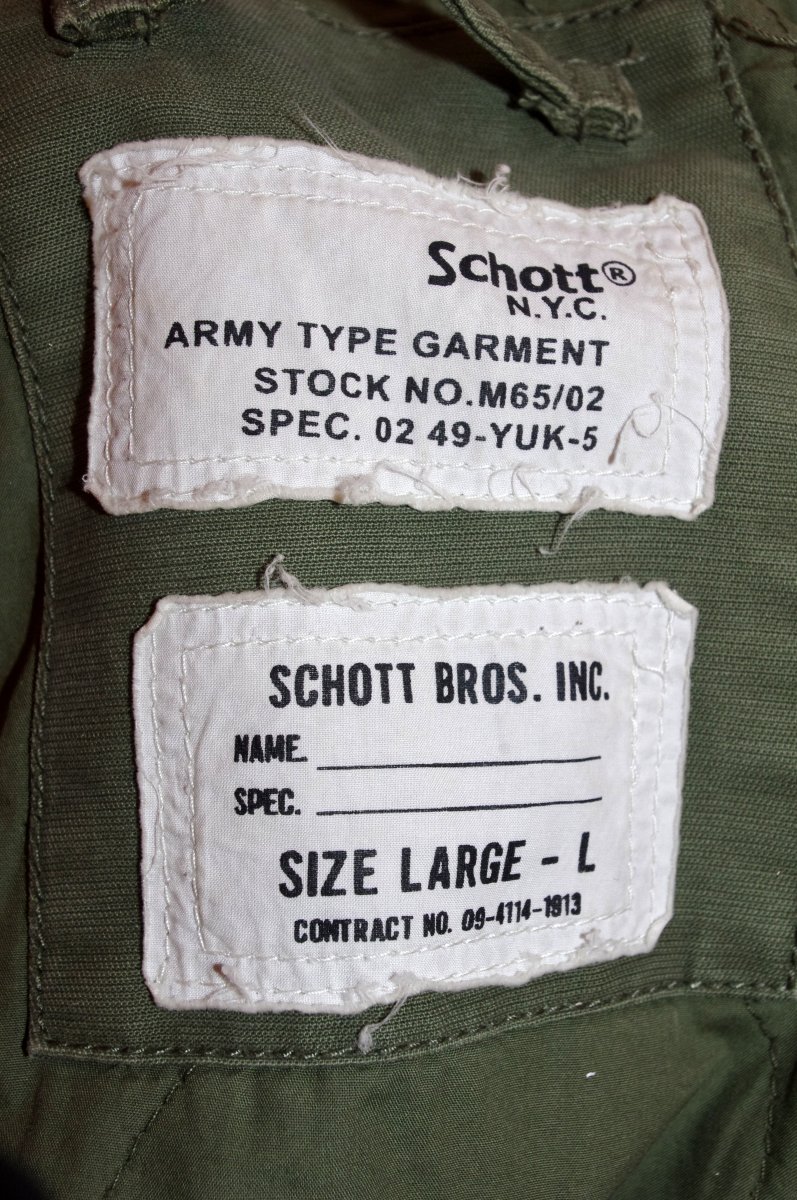 Schott®
N.Y.C.
ARMY TYPE GARMENT
STOCK NO.M65/02
SPEC. 02 49-YUK-5
SCHOTT BROS. INC.
NAME.
SPEC.
SIZE LARGE - L
CONTRACT NO. 09-4114-1913